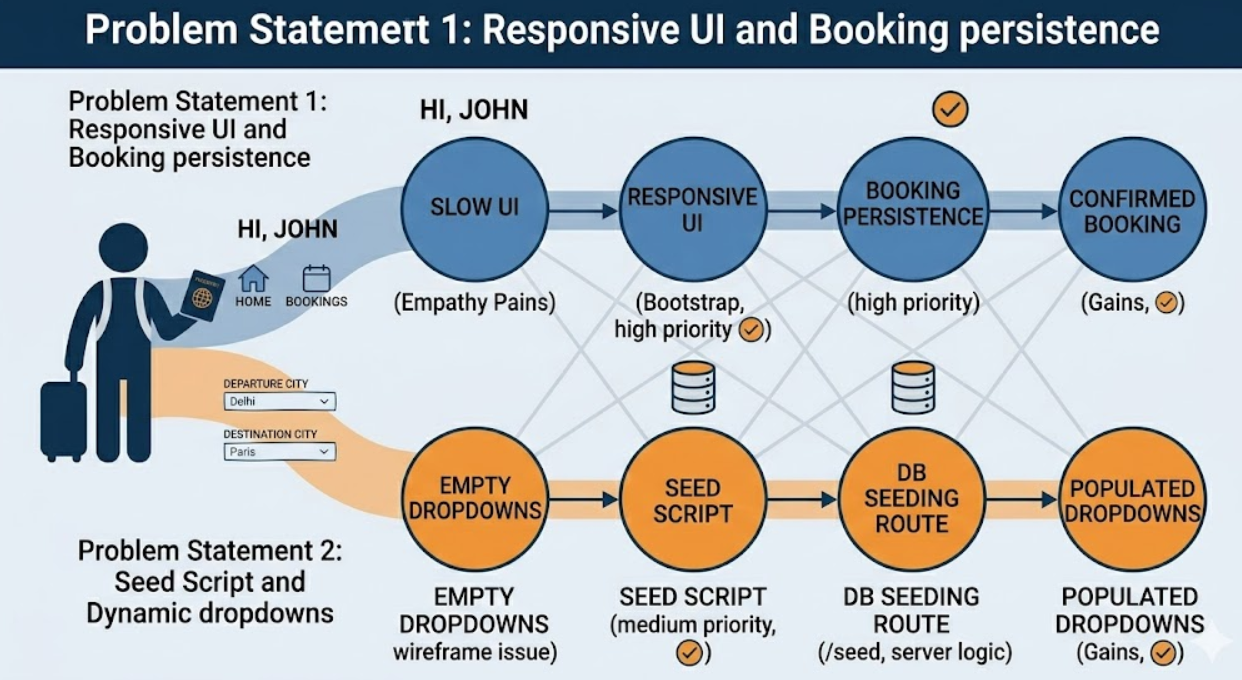 Problem Statemert 1: Responsive UI and Booking persistence
Problem Statement 1:
Responsive UI and
Booking persistence
HI, JOHN
HI, JOHN
HOME
BOOKINGS
PASSPORT
SLOW UI
(Empathy Pains)
RESPONSIVE
UI
(Bootstrap,
high priority ✓)
BOOKING
PERSISTENCE
(high priority)
CONFIRMED
BOOKING
(Gains, ✓)
DEPARTURE CITY
Delhi
DESTINATION CITY
Paris
Problem Statement 2:
Seed Script and
Dynamic dropdowns
EMPTY
DROPDOWNS
EMPTY
DROPDOWNS
wireframe issue)
SEED
SCRIPT
SEED SCRIPT
(medium priority,
✓)
DB
SEEDING
ROUTE
DB SEEDING
ROUTE
(/seed, server logic)
POPULATED
DROPDOWNS
POPULATED
DROPDOWNS
(Gains, ✓)